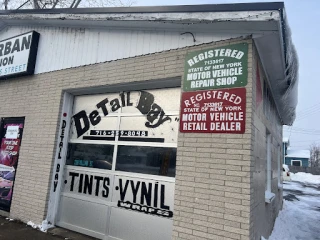 RBAN
ON
STREET
DeTail Bay
DETAIL BAY
TINTS
VYNIL
WRAPS
REGISTERED
STATE OF NEW YORK
MOTOR VEHICLE
REPAIR SHOP
REGISTERED
STATE OF NEW YORK
MOTOR VEHICLE
RETAIL DEALER